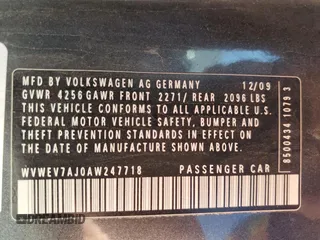 MFD BY VOLKSWAGEN AG GERMANY 12/09
GVWR 4256 GAWR FRONT 2271/ REAR 2096 LBS
THIS VEHICLE CONFORMS TO ALL APPLICABLE U.S.
FEDERAL MOTOR VEHICLE SAFETY, BUMPER AND
THEFT PREVENTION STANDARDS IN EFFECT ON THE
DATE OF MANUFACTURE SHOWN ABOVE
WVWEV7AJ0AW247718 PASSENGER CAR
8500434 1079 3
DREAMBID